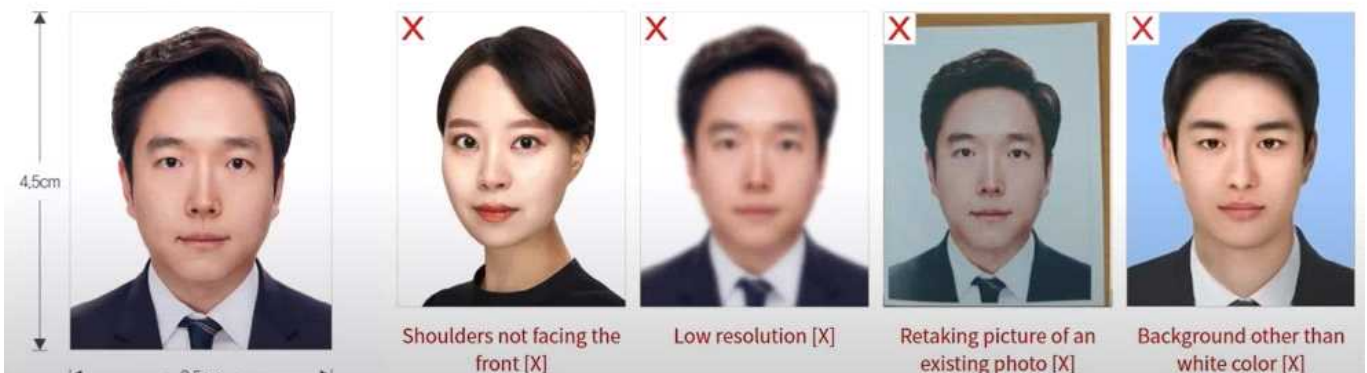 4,5cm
X
X
X
X
Shoulders not facing the
front [X]
Low resolution [X]
Retaking picture of an
existing photo [X]
Background other than
white color [X]